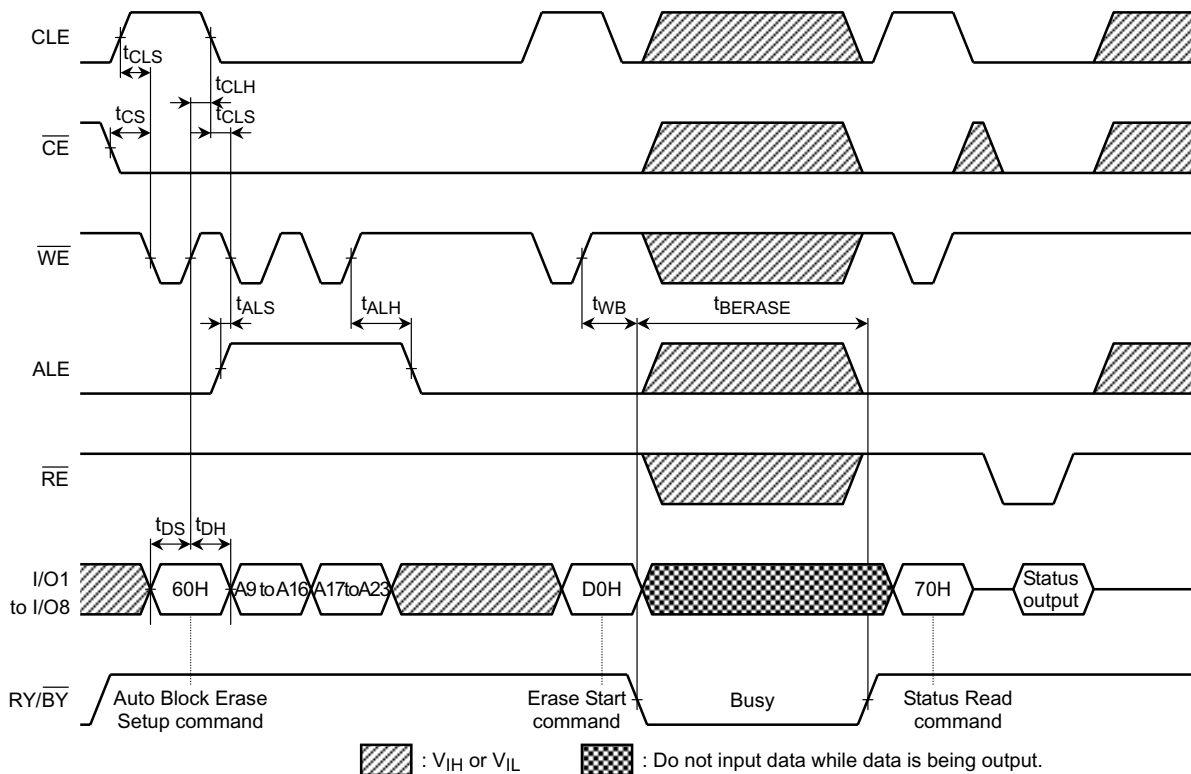 CLE
tCLS
tCLH
tCS
tCLS
CE
WE
tALS
tALH
tWB
tBERASE
ALE
RE
tDS
tDH
I/O1
to I/O8
60H
A9 to A16
A17 to A23
D0H
70H
Status
output
RY/BY
Auto Block Erase
Setup command
Erase Start
command
Busy
Status Read
command
: VIH or VIL
: Do not input data while data is being output.